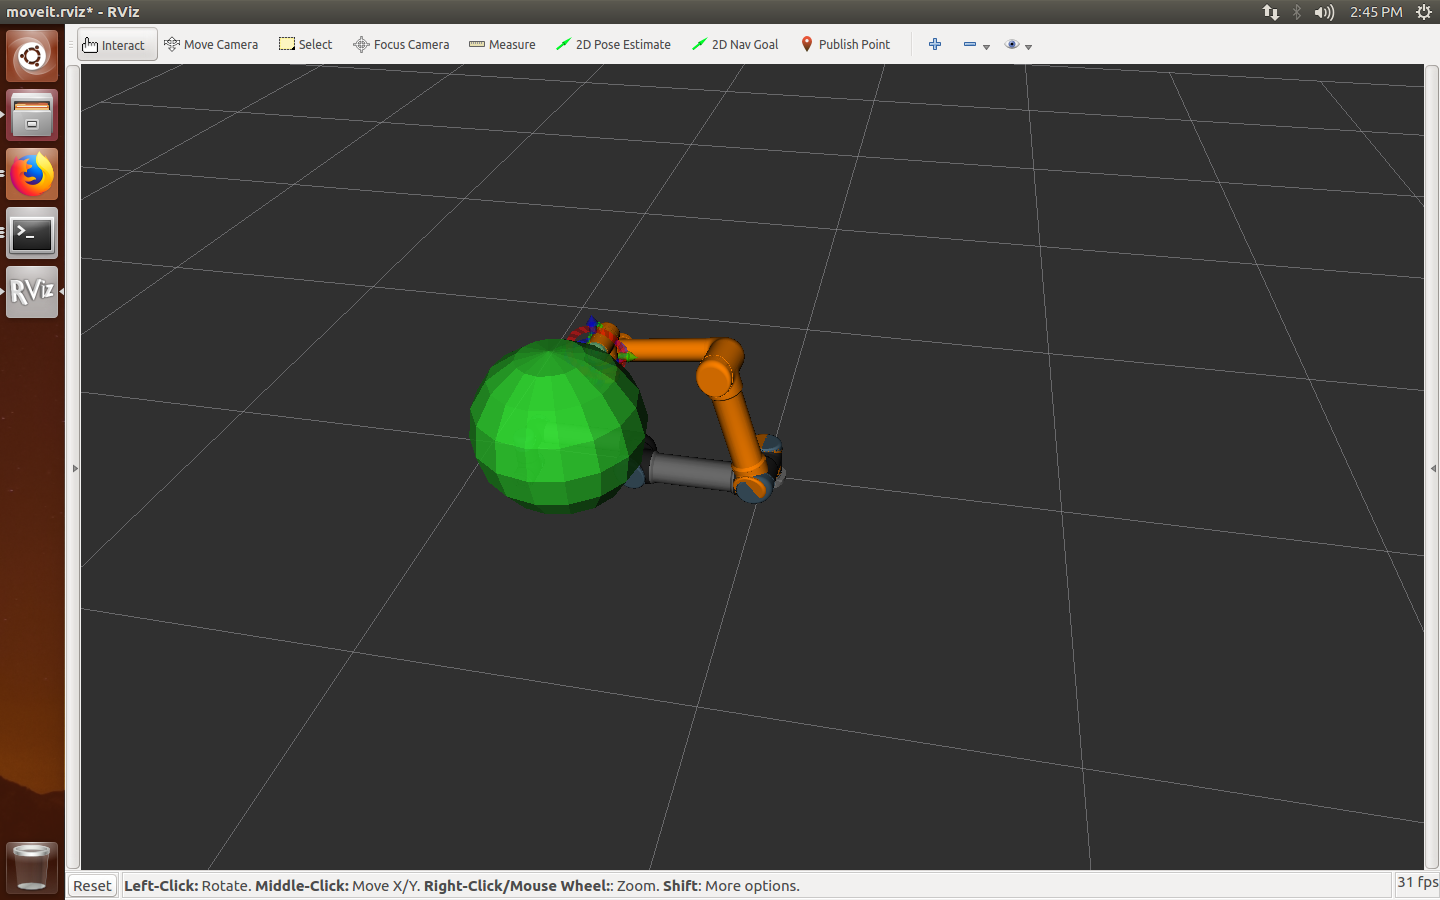 moveit.rviz* - RViz
2:45 PM
Interact
Move Camera
Select
Focus Camera
Measure
2D Pose Estimate
2D Nav Goal
Publish Point
>_
RViz
Reset
Left-Click: Rotate. Middle-Click: Move X/Y. Right-Click/Mouse Wheel:: Zoom. Shift: More options.
31 fps